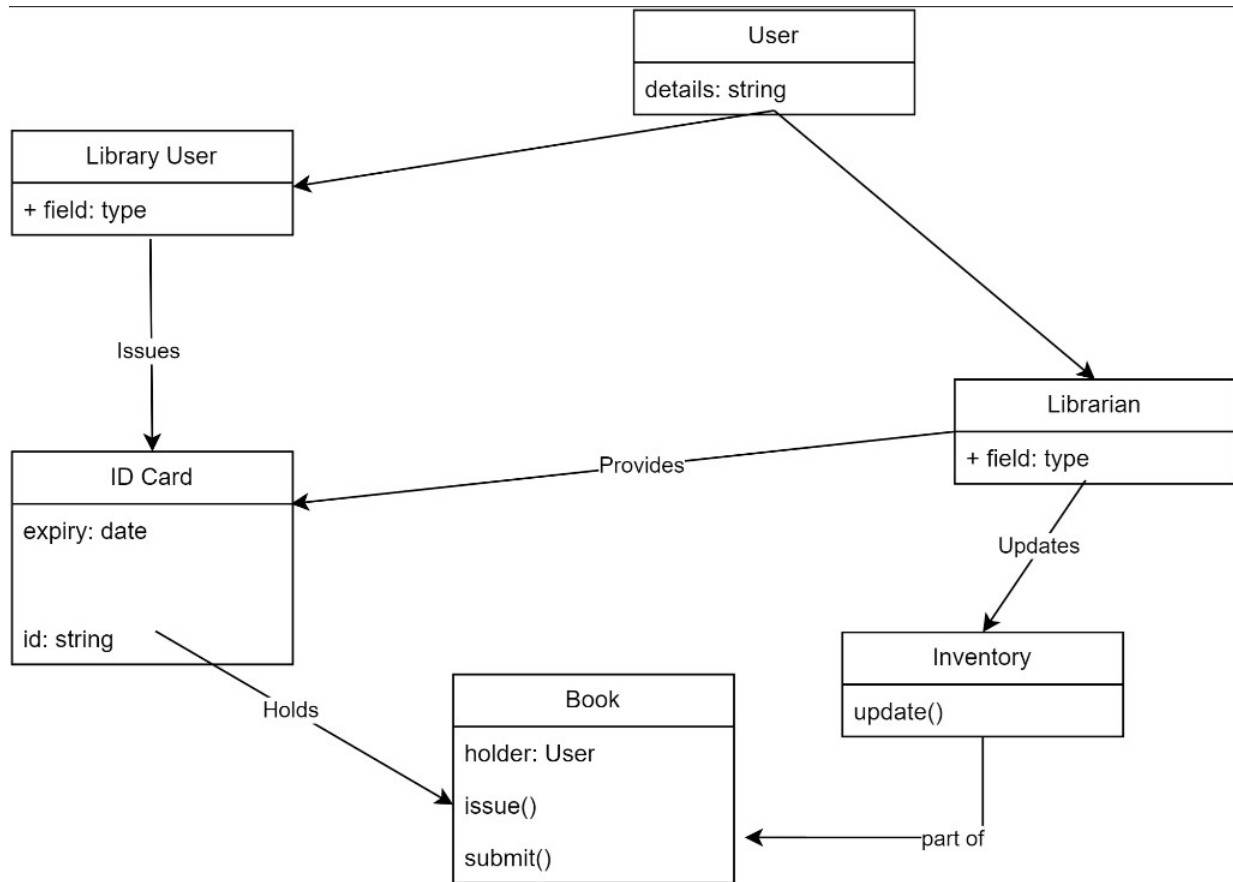 User
details: string
Library User
+ field: type
Issues
Librarian
+ field: type
Provides
ID Card
expiry: date
id: string
Updates
Inventory
update()
Holds
Book
holder: User
issue()
submit()
part of